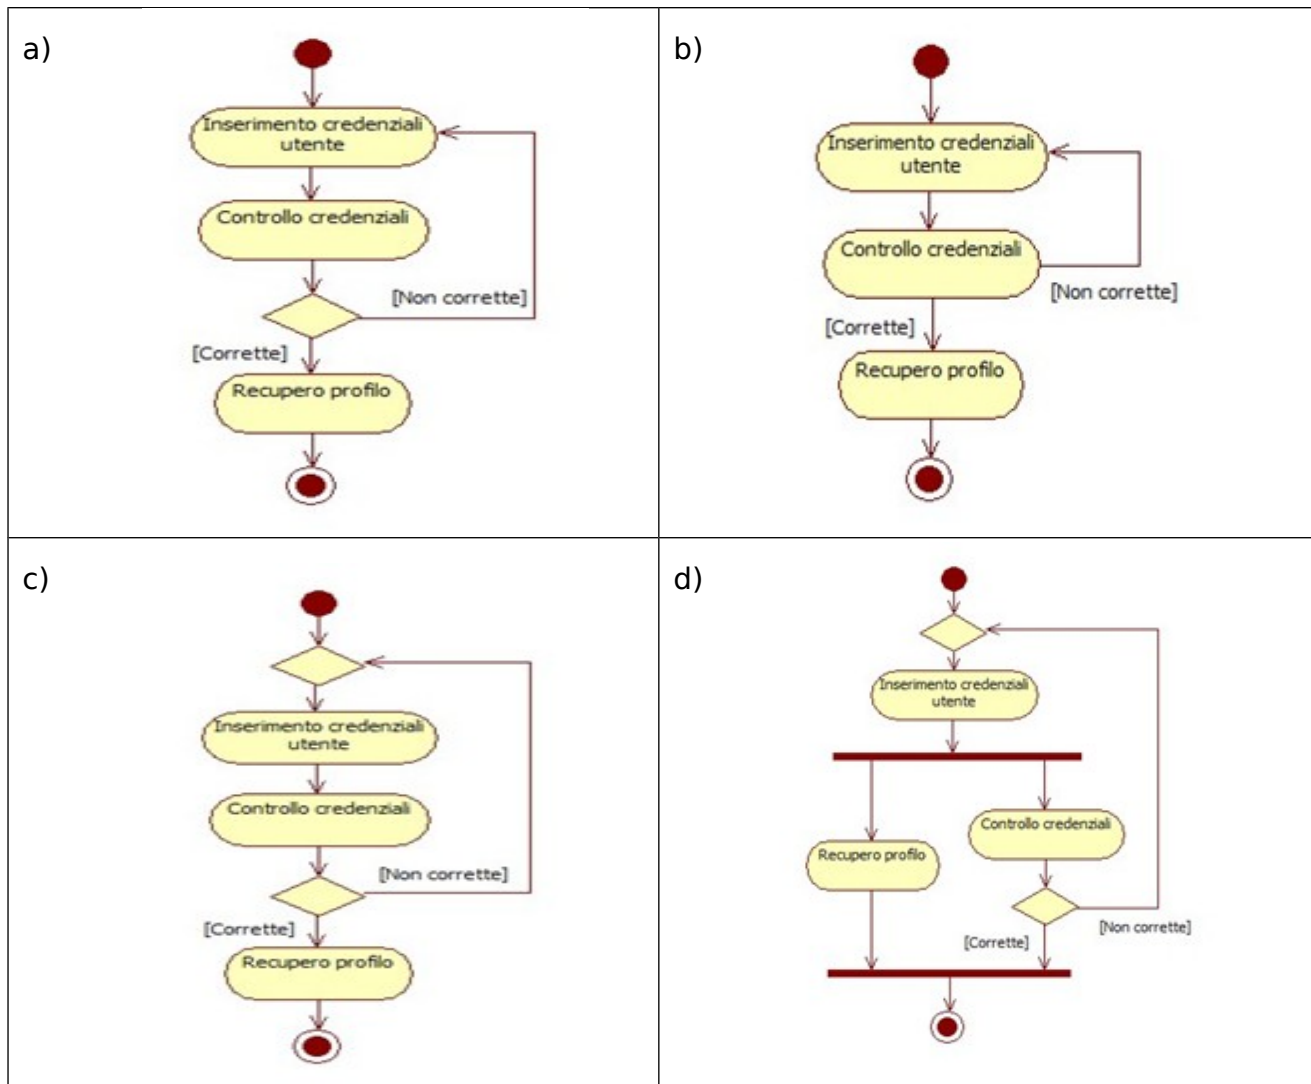 a)
Inserimento credenziali
utente
Controllo credenziali
[Non corrette]
[Corrette]
Recupero profilo
b)
Inserimento credenziali
utente
Controllo credenziali
[Non corrette]
[Corrette]
Recupero profilo
c)
Inserimento credenziali
utente
Controllo credenziali
[Non corrette]
[Corrette]
Recupero profilo
d)
Inserimento credenziali
utente
Controllo credenziali
Recupero profilo
[Non corrette]
[Corrette]